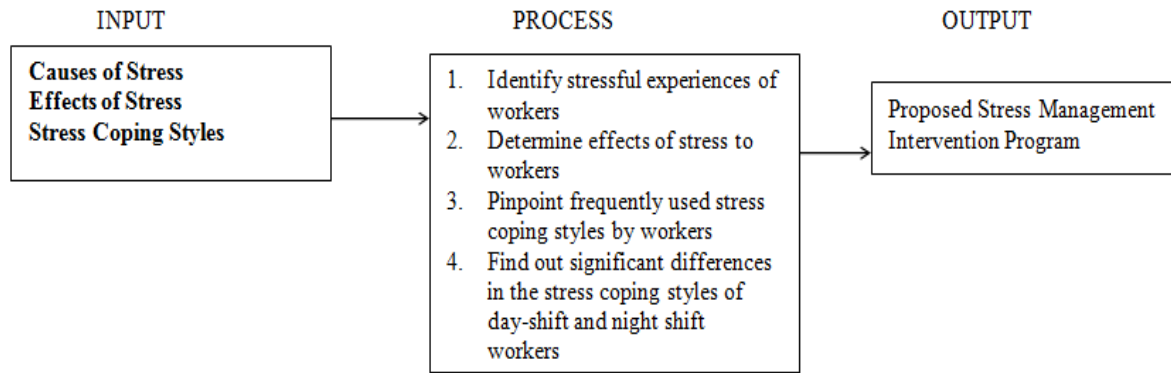 INPUT
Causes of Stress
Effects of Stress
Stress Coping Styles
PROCESS
1. Identify stressful experiences of
workers
2. Determine effects of stress to
workers
3. Pinpoint frequently used stress
coping styles by workers
4. Find out significant differences
in the stress coping styles of
day-shift and night shift
workers
OUTPUT
Proposed Stress Management
Intervention Program